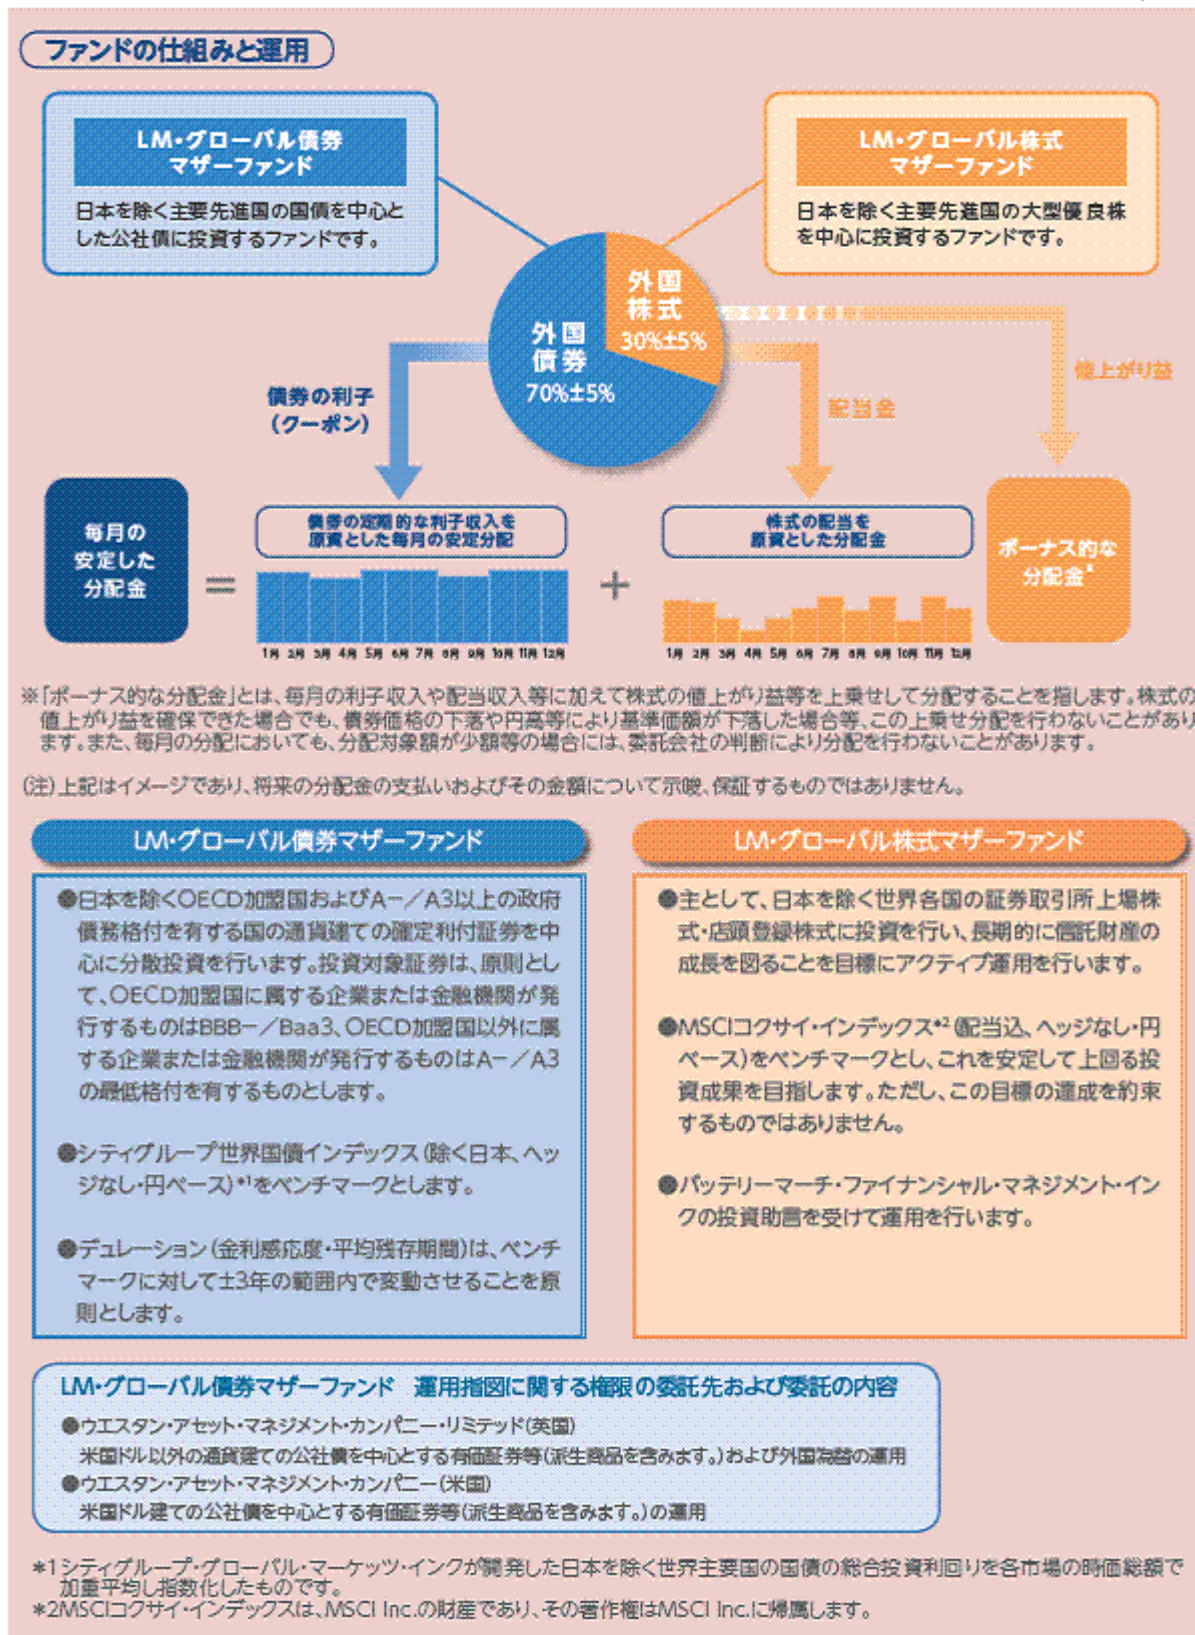 ファンドの仕組みと運用
LM・グローバル債券
マザーファンド
日本を除く主要先進国の国債を中心と
した公社債に投資するファンドです。
LM・グローバル株式
マザーファンド
日本を除く主要先進国の大型優良株
を中心に投資するファンドです。
外国
株式
30%±5%
外国
債券
70%±5%
債券の利子
(クーポン)
配当金
値上がり益
毎月の
安定した
分配金
=
債券の定期的な利子収入を
原資とした毎月の安定分配
1月 2月 3月 4月 5月 6月 7月 8月 9月 10月 11月 12月
+
株式の配当を
原資とした分配金
1月 2月 3月 4月 5月 6月 7月 8月 9月 10月 11月 12月
ボーナス的な
分配金※
※「ボーナス的な分配金」とは、毎月の利子収入や配当収入等に加えて株式の値上がり益等を上乗せして分配することを指します。株式の
値上がり益を確保できた場合でも、債券価格の下落や円高等により基準価額が下落した場合等、この上乗せ分配を行わないことがあり
ます。また、毎月の分配においても、分配対象額が少額等の場合には、委託会社の判断により分配を行わないことがあります。
(注)上記はイメージであり、将来の分配金の支払いおよびその金額について示唆、保証するものではありません。
LM・グローバル債券マザーファンド
●日本を除くOECD加盟国およびA-/A3以上の政府
債務格付を有する国の通貨建ての確定利付証券を中
心に分散投資を行います。投資対象証券は、原則とし
て、OECD加盟国に属する企業または金融機関が発
行するものはBBB-/Baa3、OECD加盟国以外に属
する企業または金融機関が発行するものはA-/A3
の最低格付を有するものとします。
●シティグループ世界国債インデックス(除く日本、ヘッ
ジなし・円ベース)*1をベンチマークとします。
●デュレーション(金利感応度・平均残存期間)は、ベンチ
マークに対して±3年の範囲内で変動させることを原
則とします。
LM・グローバル株式マザーファンド
●主として、日本を除く世界各国の証券取引所上場株
式・店頭登録株式に投資を行い、長期的に信託財産の
成長を図ることを目標にアクティブ運用を行います。
●MSCIコクサイ・インデックス*2(配当込、ヘッジなし・円
ベース)をベンチマークとし、これを安定して上回る投
資成果を目指します。ただし、この目標の達成を約束
するものではありません。
●バッテリーマーチ・ファイナンシャル・マネジメント・イン
クの投資助言を受けて運用を行います。
LM・グローバル債券マザーファンド 運用指図に関する権限の委託先および委託の内容
●ウエスタン・アセット・マネジメント・カンパニー・リミテッド(英国)
米国ドル以外の通貨建ての公社債を中心とする有価証券等(派生商品を含みます。)および外国為替の運用
●ウエスタン・アセット・マネジメント・カンパニー(米国)
米国ドル建ての公社債を中心とする有価証券等(派生商品を含みます。)の運用
*1シティグループ・グローバル・マーケッツ・インクが開発した日本を除く世界主要国の国債の総合投資利回りを各市場の時価総額で
加重平均し指数化したものです。
*2MSCIコクサイ・インデックスは、MSCI Inc.の財産であり、その著作権はMSCI Inc.に帰属します。